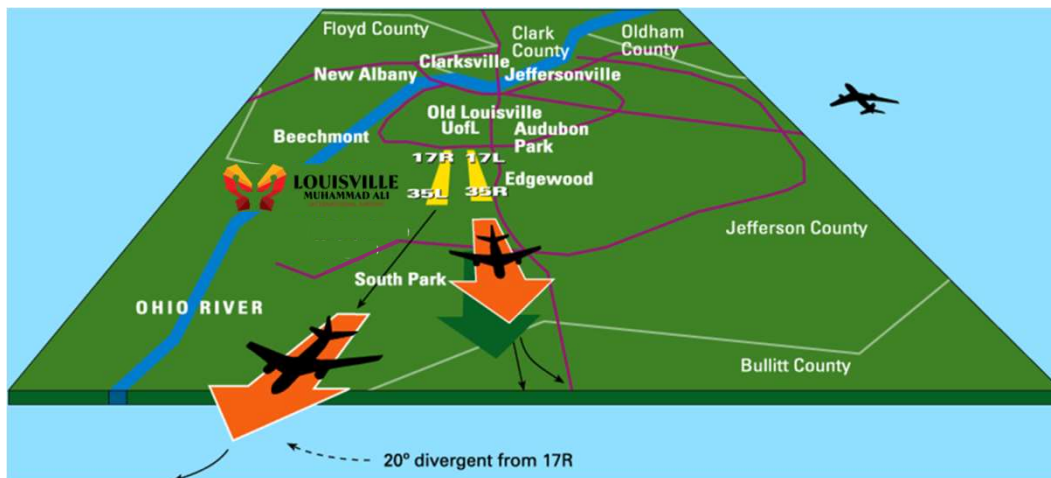 Floyd County
Clark
County
Oldham
County
Clarksville
New Albany
Jeffersonville
Old Louisville
UofL
Audubon
Park
Beechmont
17R 17L
Edgewood
35L 35R
LOUISVILLE
MUHAMMAD ALI
Jefferson County
South Park
OHIO RIVER
Bullitt County
20º divergent from 17R